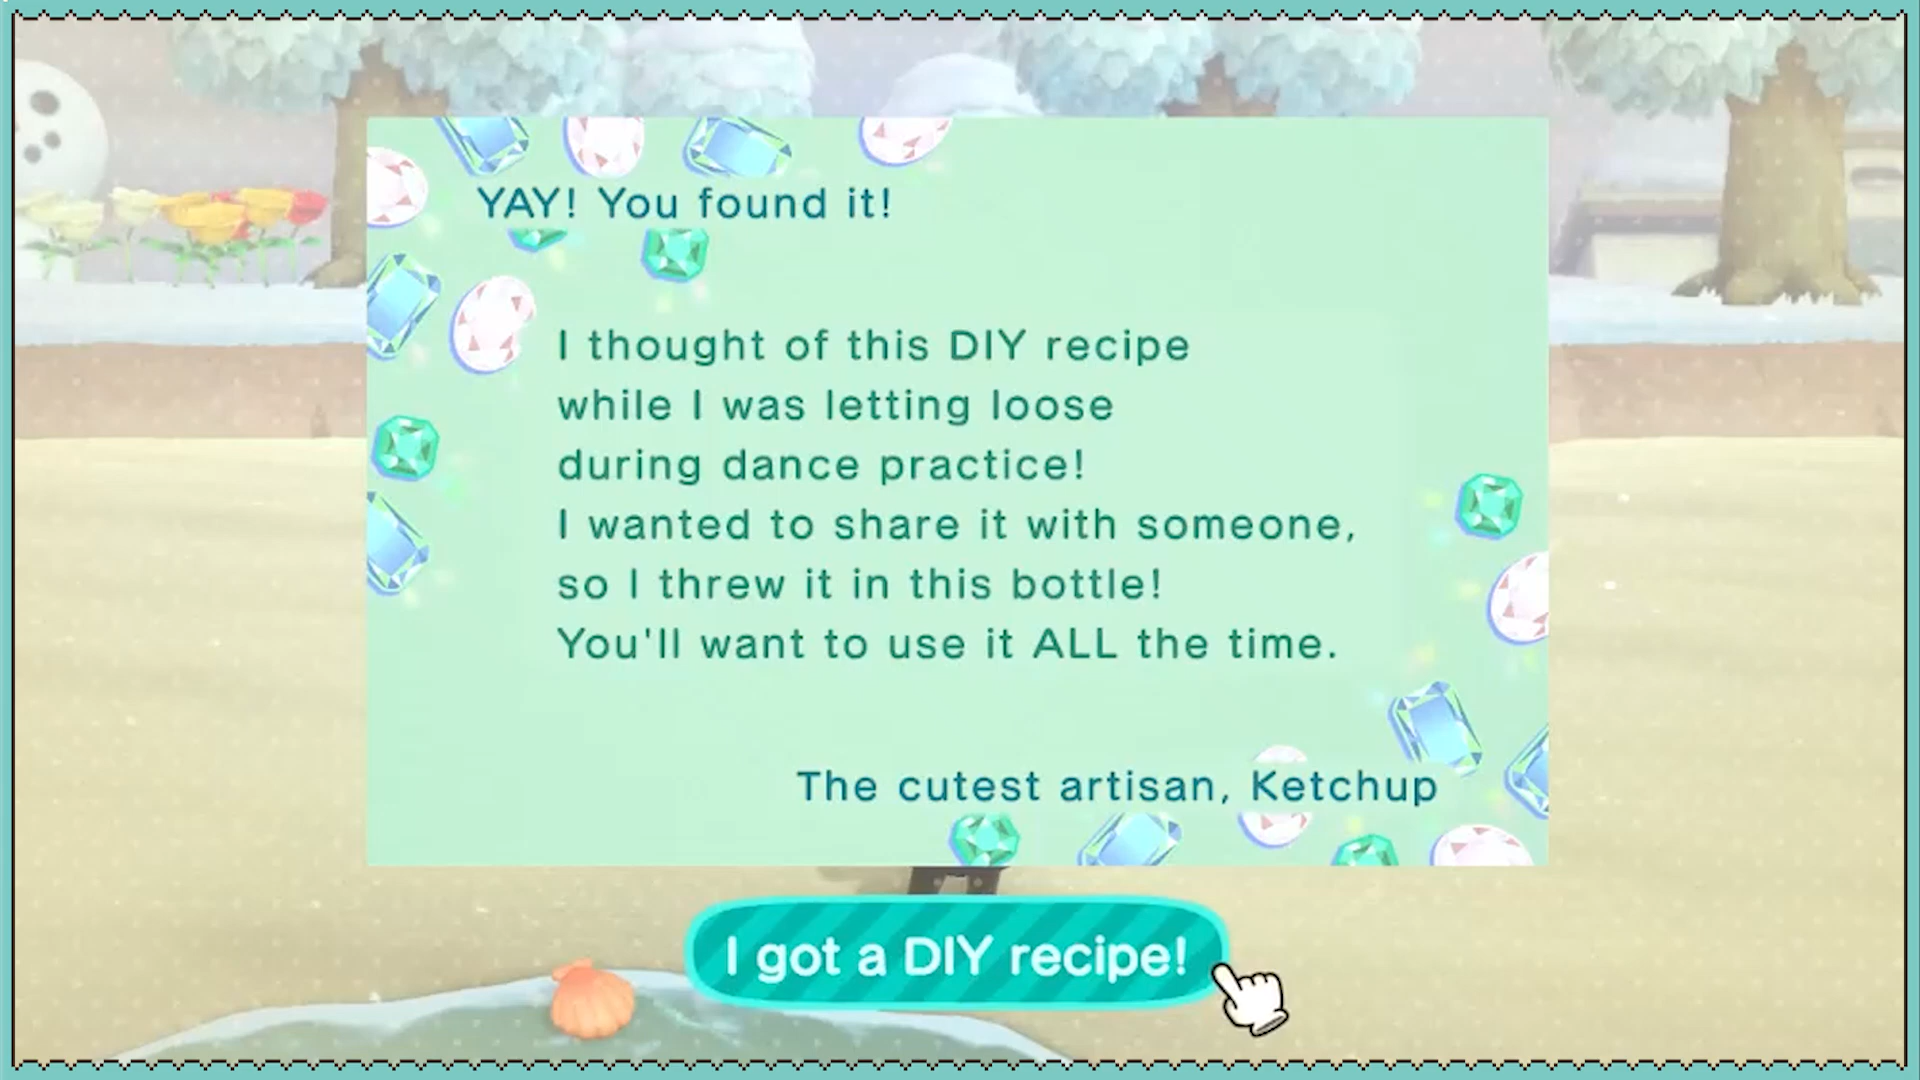 YAY! You found it!
I thought of this DIY recipe
while I was letting loose
during dance practice!
I wanted to share it with someone,
so I threw it in this bottle!
You'll want to use it ALL the time.
The cutest artisan, Ketchup
I got a DIY recipe!